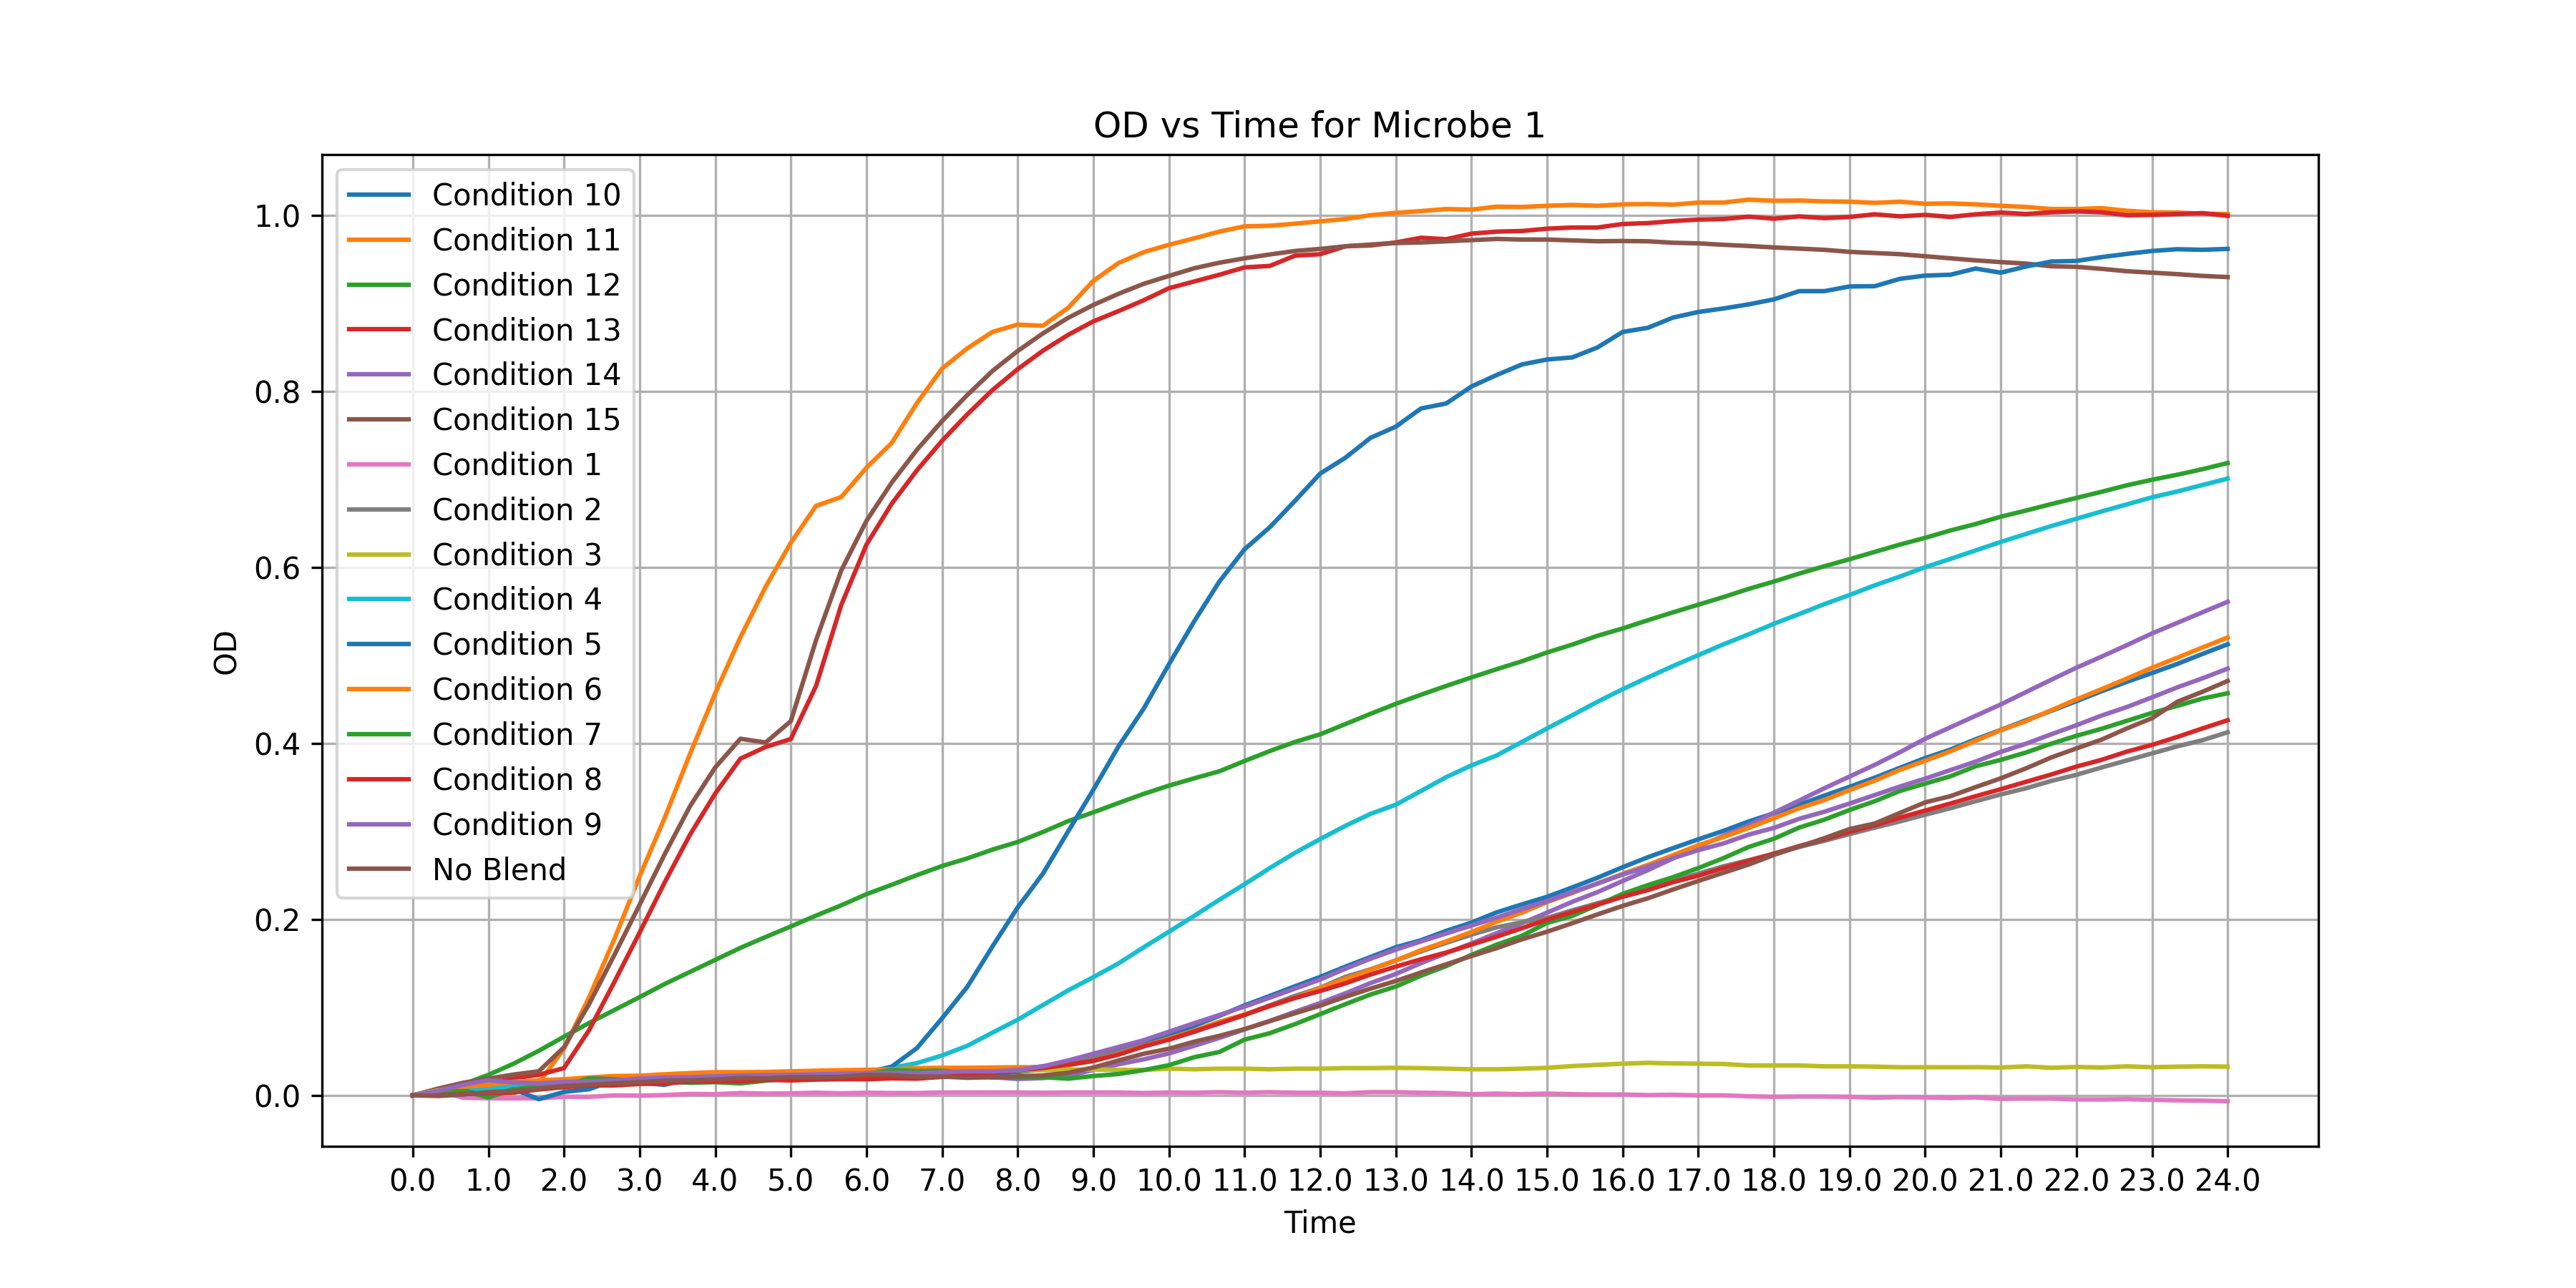 OD vs Time for Microbe 1
Condition 10
Condition 11
Condition 12
Condition 13
Condition 14
Condition 15
Condition 1
Condition 2
Condition 3
Condition 4
Condition 5
Condition 6
Condition 7
Condition 8
Condition 9
No Blend
1.0
0.8
0.6
0.4
0.2
0.0
OD
0.0 1.0 2.0 3.0 4.0 5.0 6.0 7.0 8.0 9.0 10.0 11.0 12.0 13.0 14.0 15.0 16.0 17.0 18.0 19.0 20.0 21.0 22.0 23.0 24.0
Time